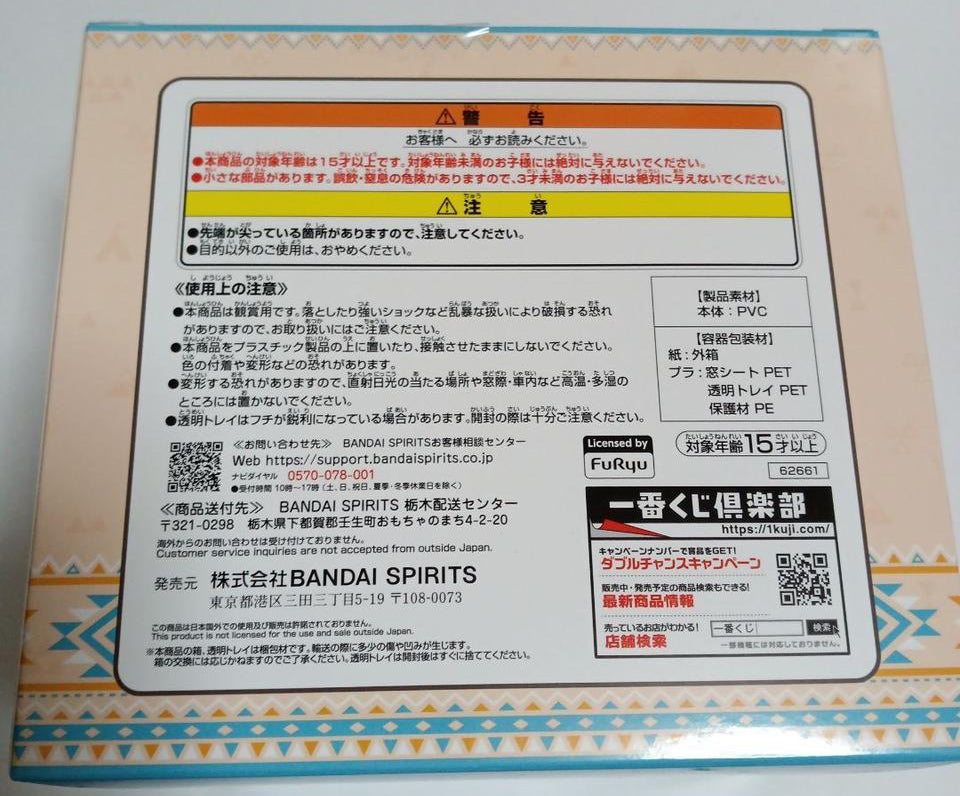 警告
お客様へ 必ずお読みください。
●本商品の対象年齢は15才以上です。対象年齢未満のお子様には絶対に与えないでください。
●小さな部品があります。誤飲・窒息の危険がありますので、3才未満のお子様には絶対に与えないでください。
注意
●先端が尖っている箇所がありますので、注意してください。
●目的以外のご使用は、おやめください。
《使用上の注意》
●本商品は観賞用です。落としたり強いショックなど乱暴な扱いにより破損する恐れ
がありますので、お取り扱いにはご注意ください。
●本商品をプラスチック製品の上に置いたり、接触させたままにしないでください。
色の付着や変形などの恐れがあります。
●変形する恐れがありますので、直射日光の当たる場所や窓際・車内など高温・多湿の
ところには置かないでください。
●透明トレイはフチが鋭利になっている場合があります。開封の際は十分ご注意ください。
【製品素材】
本体:PVC
【容器包装材】
紙:外箱
プラ:窓シート PET
透明トレイ PET
保護材 PE
《お問い合わせ先》 BANDAI SPIRITSお客様相談センター
Web https://support.bandaispirits.co.jp
ナビダイヤル 0570-078-001
●受付時間 10時~17時(土、日、祝日、夏季・冬季休業日を除く)
Licensed by
FuRyu
対象年齢15才以上
62661
《商品送付先》 BANDAI SPIRITS 栃木配送センター
〒321-0298 栃木県下都賀郡壬生町おもちゃのまち4-2-20
海外からのお問い合わせは受け付けておりません。
Customer service inquiries are not accepted from outside Japan.
発売元 株式会社BANDAI SPIRITS
東京都港区三田三丁目5-19 〒108-0073
この商品は日本国外での使用及び販売は許諾されておりません。
This product is not licensed for the use and sale outside Japan.
※本商品の箱、透明トレイは梱包材です。輸送の際に多少の傷や凹みが生じます。
箱の交換には応じかねますのでご了承ください。透明トレイは開封後はすぐに捨ててください。
一番くじ倶楽部
https://1kuji.com/
キャンペーンナンバーで賞品をGET!
ダブルチャンスキャンペーン
販売中・発売予定の商品検索もできる!
最新商品情報
売っているお店がわかる!
店舗検索
一番くじ 検索
一部機種には対応しておりません。